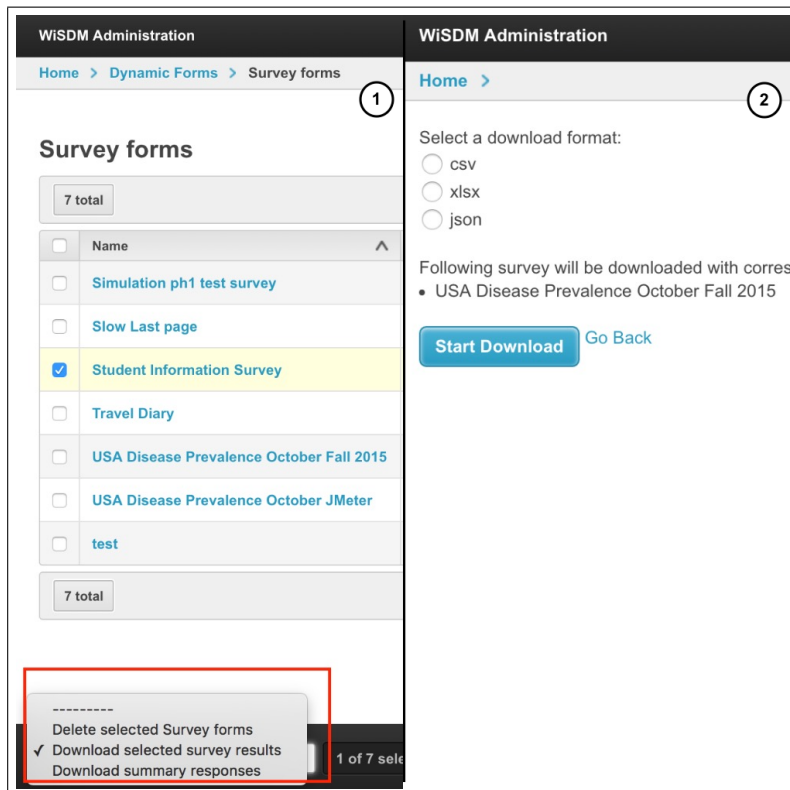 WiSDM Administration
Home > Dynamic Forms > Survey forms
1
Survey forms
7 total
Name
Simulation ph1 test survey
Slow Last page
Student Information Survey
Travel Diary
USA Disease Prevalence October Fall 2015
USA Disease Prevalence October JMeter
test
7 total
---------
Delete selected Survey forms
✓ Download selected survey results
Download summary responses
1 of 7 sele
WiSDM Administration
Home >
2
Select a download format:
csv
xlsx
json
Following survey will be downloaded with corres
• USA Disease Prevalence October Fall 2015
Start Download Go Back